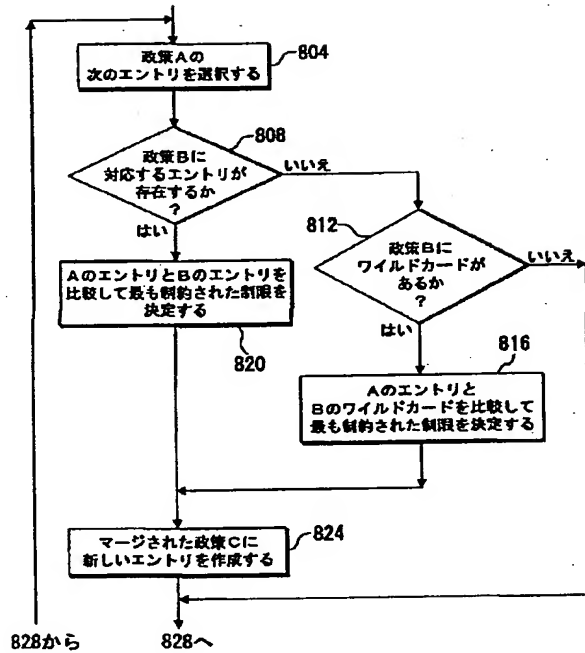 政策Aの
次のエントリを選択する
804
808
政策Bに
対応するエントリが
存在するか
?
いいえ
はい
812
政策Bに
ワイルドカードが
あるか
?
いいえ
はい
AのエントリとBのエントリを
比較して最も制約された制限を
決定する
820
816
Aのエントリと
Bのワイルドカードを比較して
最も制約された制限を決定する
マージされた政策Cに
新しいエントリを作成する
824
828から
828へ